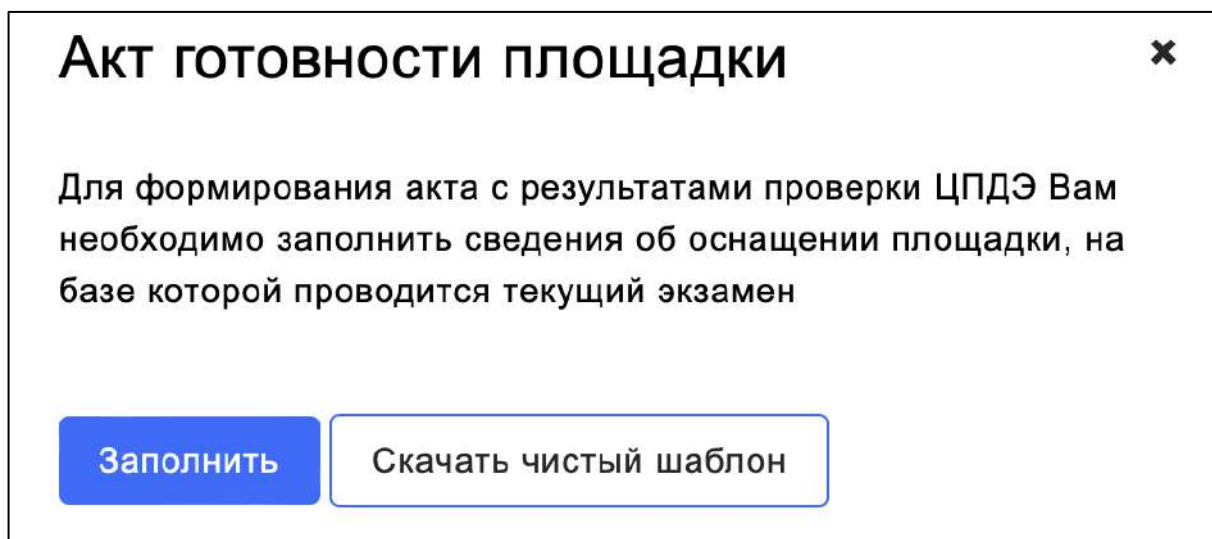 Акт готовности площадки
Для формирования акта с результатами проверки ЦПДЭ Вам
необходимо заполнить сведения об оснащении площадки, на
базе которой проводится текущий экзамен
Заполнить
Скачать чистый шаблон